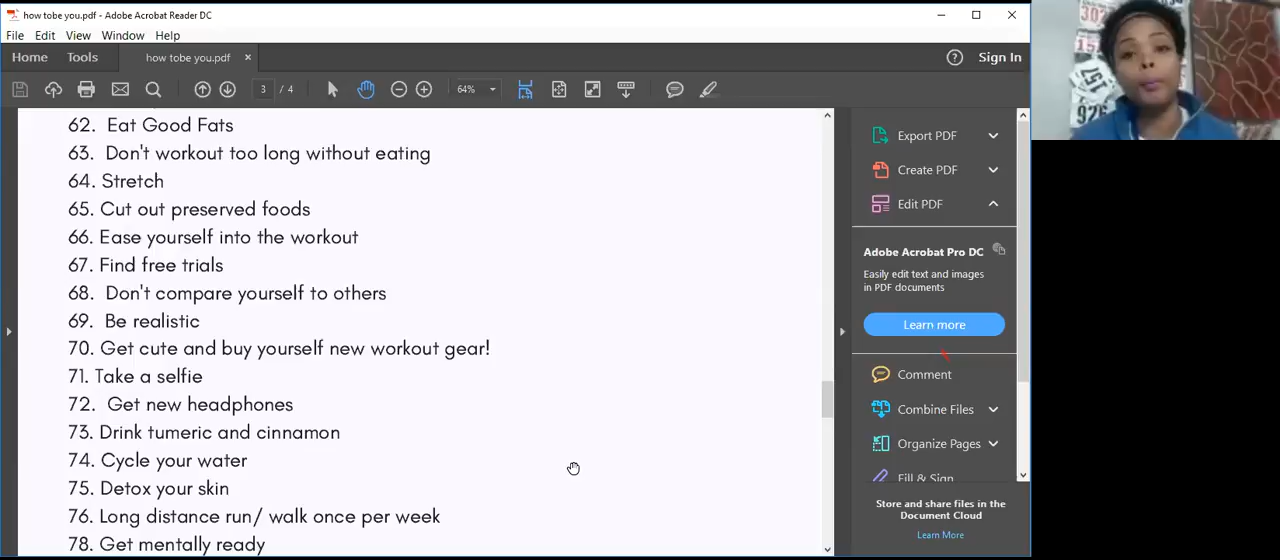 how tobe you.pdf - Adobe Acrobat Reader DC
File Edit View Window Help
Home Tools how tobe you.pdf × ? Sign In
3 / 4 64%
62. Eat Good Fats
63. Don't workout too long without eating
64. Stretch
65. Cut out preserved foods
66. Ease yourself into the workout
67. Find free trials
68. Don't compare yourself to others
69. Be realistic
70. Get cute and buy yourself new workout gear!
71. Take a selfie
72. Get new headphones
73. Drink tumeric and cinnamon
74. Cycle your water
75. Detox your skin
76. Long distance run/ walk once per week
78. Get mentally ready
Export PDF
Create PDF
Edit PDF
Adobe Acrobat Pro DC
Easily edit text and images
in PDF documents
Learn more
Comment
Combine Files
Organize Pages
Fill & Sign
Store and share files in the
Document Cloud
Learn More
926